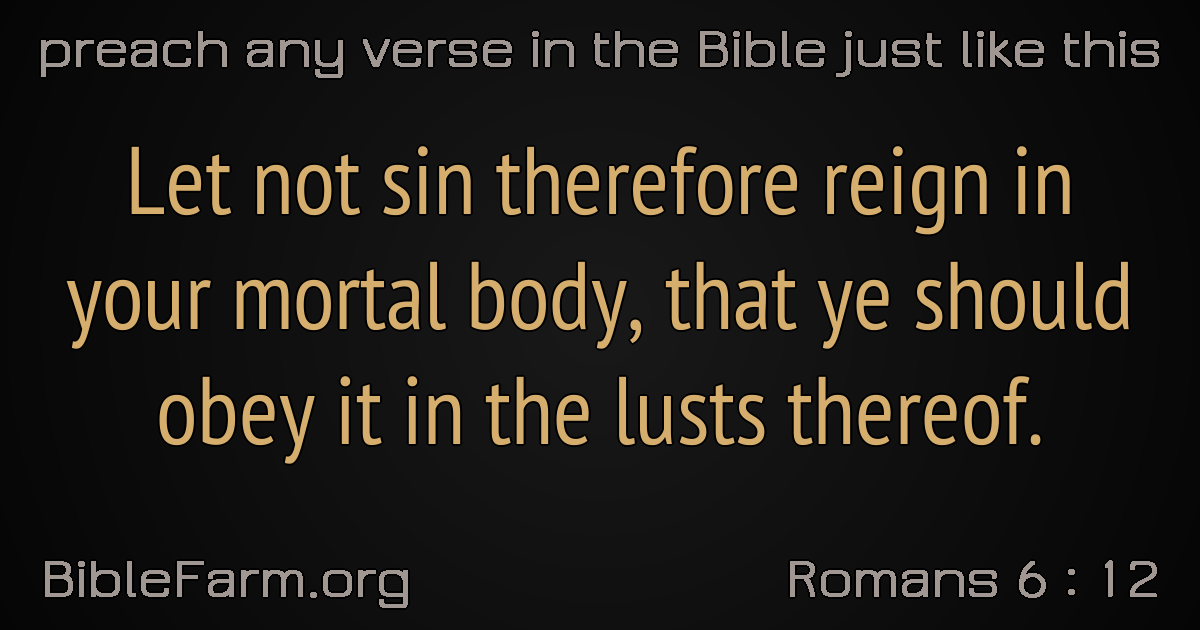 preach any verse in the Bible just like this
Let not sin therefore reign in
your mortal body, that ye should
obey it in the lusts thereof.
BibleFarm.org
Romans 6 : 12